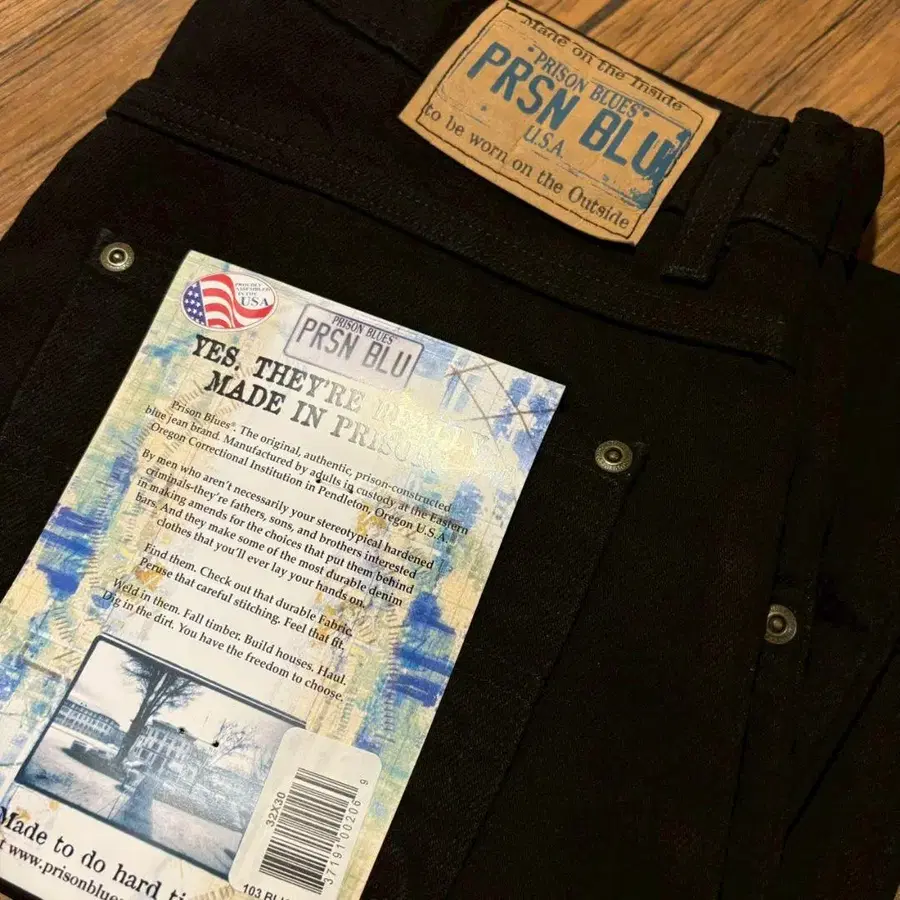 Made on the Inside
PRISON BLUES®
PRSN BLU
U.S.A.
to be worn on the Outside
PROUDLY
ASSEMBLED
IN THE
USA
PRISON BLUES®
PRSN BLU
YES, THEY'RE
MADE IN PRISON
Prison Blues®. The original, authentic, prison-constructed
blue jean brand. Manufactured by adults in custody at the Eastern
Oregon Correctional Institution in Pendleton, Oregon U.S.A.
By men who aren't necessarily your stereotypical hardened
criminals-they're fathers, sons, and brothers interested
in making amends for the choices that put them behind
bars. And they make some of the most durable denim
clothes that you'll ever lay your hands on.
Find them. Check out that durable Fabric.
Peruse that careful stitching. Feel that fit.
Weld in them. Fall timber. Build houses. Haul.
Dig in the dirt. You have the freedom to choose.
32X30
37191 00206 9
103 BL
Made to do hard ti
www.prisonblue